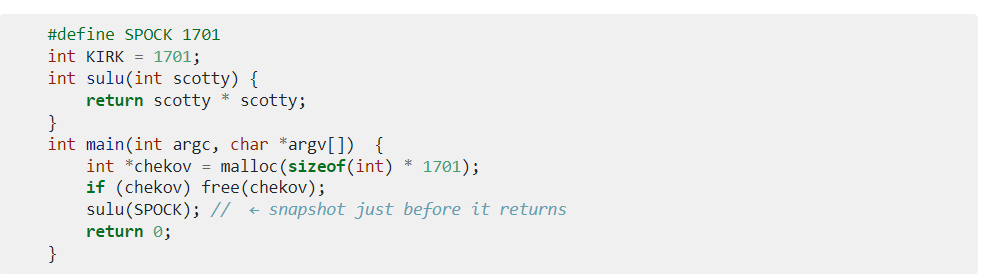 #define SPOCK 1701
int KIRK = 1701;
int sulu(int scotty) {
    return scotty * scotty;
}
int main(int argc, char *argv[])  {
    int *chekov = malloc(sizeof(int) * 1701);
    if (chekov) free(chekov);
    sulu(SPOCK); //  ← snapshot just before it returns
    return 0;
}